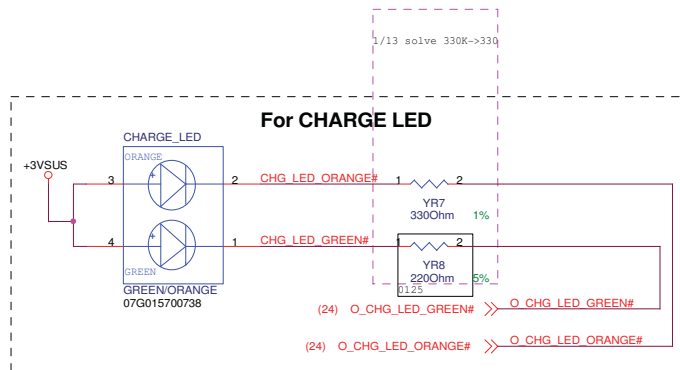 1/13 solve 330K->330
For CHARGE LED
CHARGE_LED
+3VSUS
ORANGE
3
2
CHG_LED_ORANGE#
1
2
YR7
330Ohm
1%
4
1
CHG_LED_GREEN#
1
2
YR8
220Ohm
5%
GREEN
0125
GREEN/ORANGE
07G015700738
(24) O_CHG_LED_GREEN#
O_CHG_LED_GREEN#
(24) O_CHG_LED_ORANGE#
O_CHG_LED_ORANGE#
+
+